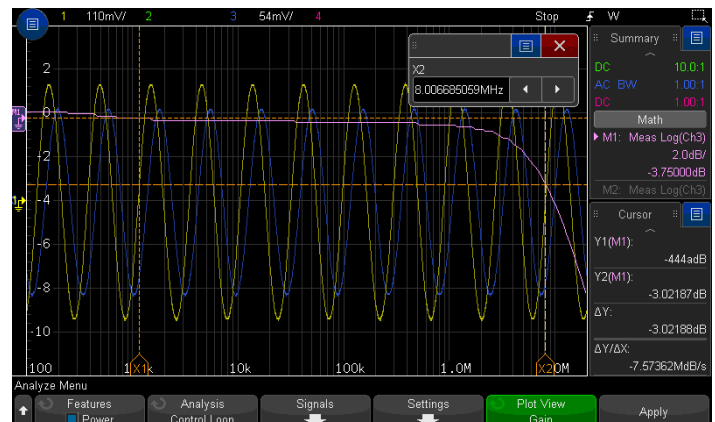 1 110mV/ 2 3 54mV/ 4 Stop W
Summary
DC 10.0:1
AC BW 1.00:1
DC 1.00:1
Math
M1: Meas Log(Ch3)
2.0dB/
-3.75000dB
M2: Meas Log(Ch3)
X2
8.006685059MHz
2
0
-2
-4
-6
-8
-10
M1
1
100 1k 10k 100k 1.0M 10M
X1 X2
Cursor
Y1(M1):
-444adB
Y2(M1):
-3.02187dB
ΔY:
-3.02188dB
ΔY/ΔX:
-7.57362MdB/s
Analyze Menu
Features
Power
Analysis
Control Loop
Signals
Settings
Plot View
Gain
Apply